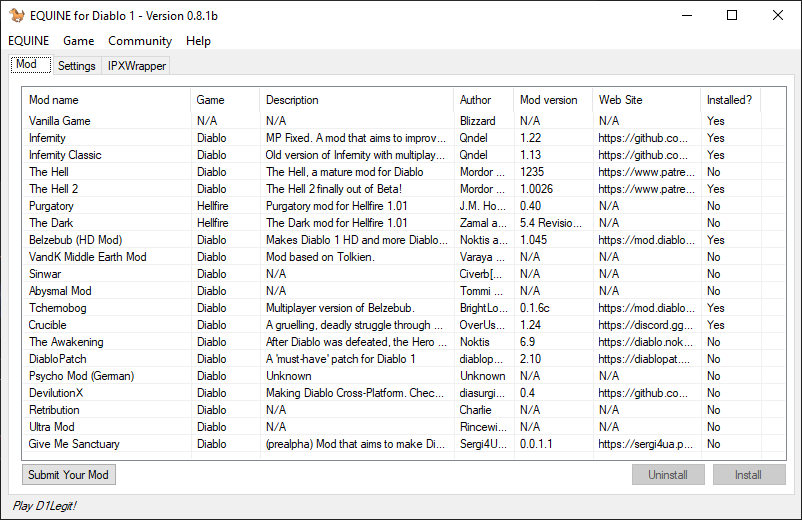 EQUINE for Diablo 1 - Version 0.8.1b
EQUINE Game Community Help
Mod Settings IPXWrapper
Mod name Game Description Author Mod version Web Site Installed?
Vanilla Game N/A N/A Blizzard N/A N/A Yes
Infernity Diablo MP Fixed. A mod that aims to improv... Qndel 1.22 https://github.co... Yes
Infernity Classic Diablo Old version of Infernity with multiplay... Qndel 1.13 https://github.co... Yes
The Hell Diablo The Hell, a mature mod for Diablo Mordor ... 1235 https://www.patre... No
The Hell 2 Diablo The Hell 2 finally out of Beta! Mordor ... 1.0026 https://www.patre... Yes
Purgatory Hellfire Purgatory mod for Hellfire 1.01 J.M. Ho... 0.40 N/A No
The Dark Hellfire The Dark mod for Hellfire 1.01 Zamal a... 5.4 Revisio... N/A No
Belzebub (HD Mod) Diablo Makes Diablo 1 HD and more Diablo... Noktis a... 1.045 https://mod.diablo... Yes
VandK Middle Earth Mod Diablo Mod based on Tolkien. Varaya ... N/A N/A No
Sinwar Diablo N/A Civerb[... N/A N/A No
Abysmal Mod Diablo N/A Tommi ... N/A N/A No
Tchernobog Diablo Multiplayer version of Belzebub. BrightLo... 0.1.6c https://mod.diablo... Yes
Crucible Diablo A gruelling, deadly struggle through ... OverUs... 1.24 https://discord.gg... Yes
The Awakening Diablo After Diablo was defeated, the Hero ... Noktis 6.9 https://diablo.nok... No
DiabloPatch Diablo A 'must-have' patch for Diablo 1 diablop... 2.10 https://diablopat.... No
Psycho Mod (German) Diablo Unknown Unknown N/A N/A No
DevilutionX Diablo Making Diablo Cross-Platform. Chec... diasurgi... 0.4 https://github.co... No
Retribution Diablo N/A Charlie N/A N/A No
Ultra Mod Diablo N/A Rincewi... N/A N/A No
Give Me Sanctuary Diablo (prealpha) Mod that aims to make Di... Sergi4U... 0.0.1.1 https://sergi4ua.p... No
Submit Your Mod Uninstall Install
Play D1Legit!